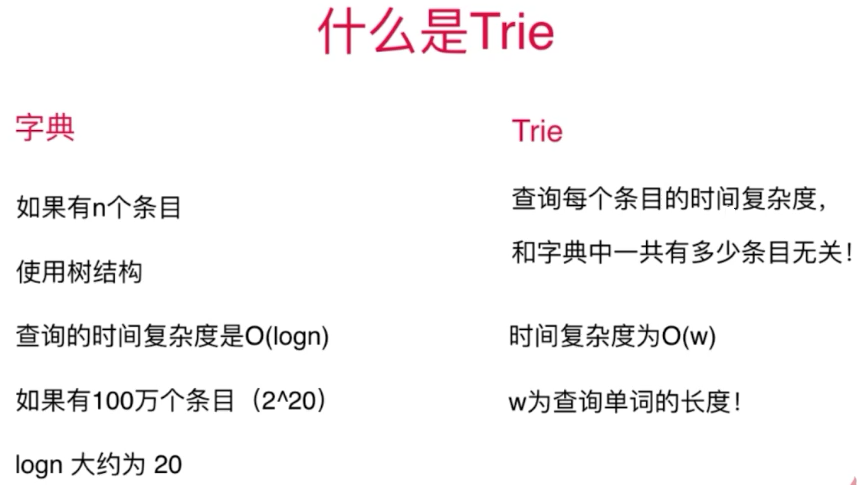 什么是Trie
字典
如果有n个条目
使用树结构
查询的时间复杂度是O(logn)
如果有100万个条目（2^20）
logn 大约为 20
Trie
查询每个条目的时间复杂度，
和字典中一共有多少条目无关！
时间复杂度为O(w)
w为查询单词的长度！